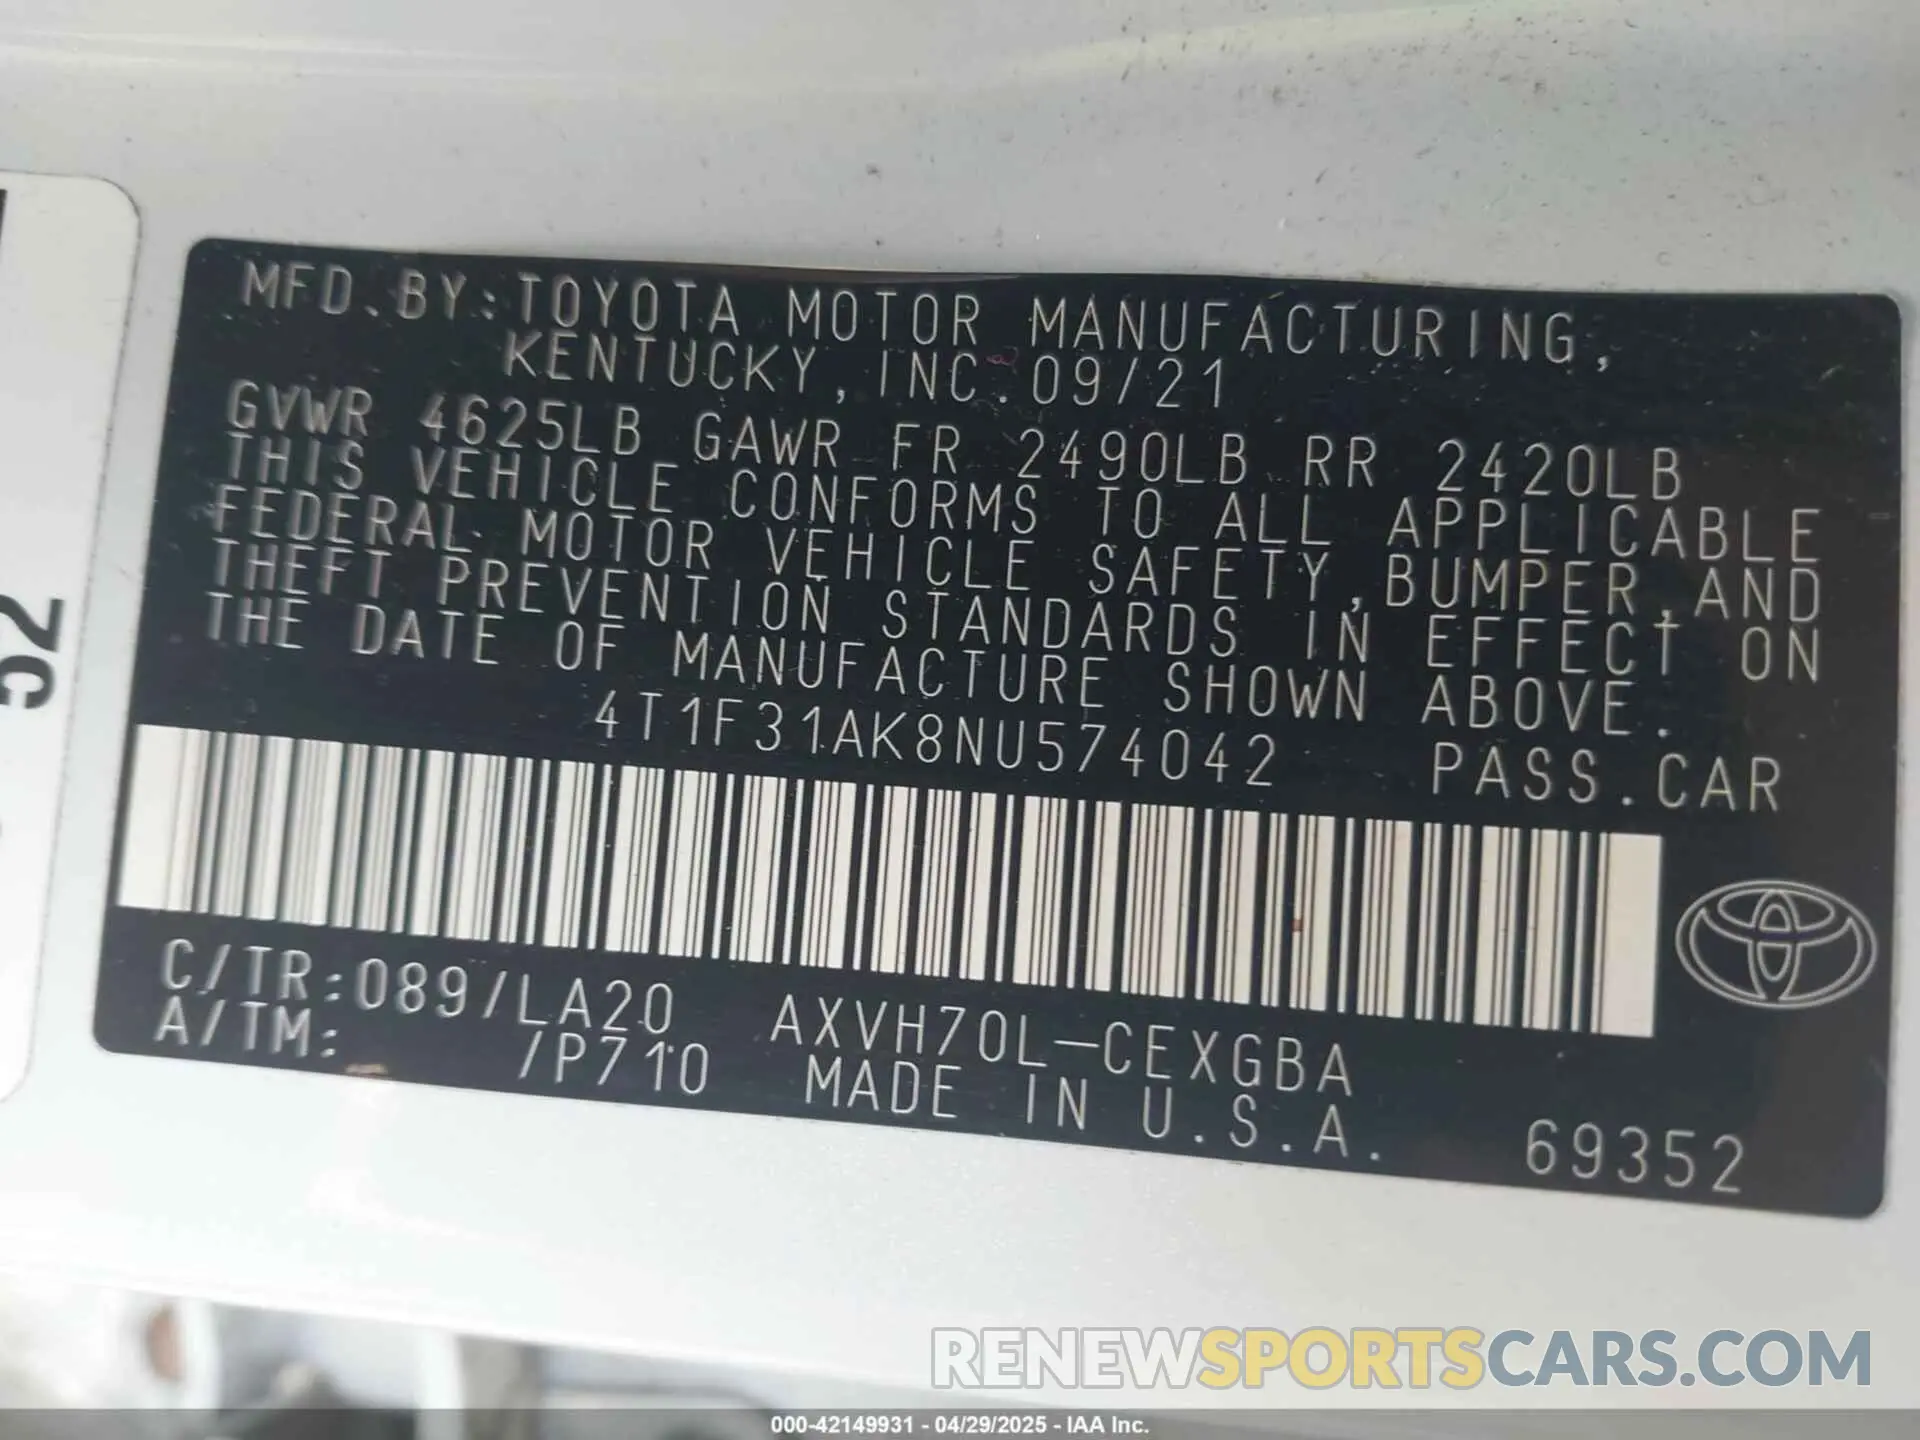 MFD.BY:TOYOTA MOTOR MANUFACTURING,
KENTUCKY, INC. 09/21
GVWR 4625LB GAWR FR 2490LB RR 2420LB
THIS VEHICLE CONFORMS TO ALL APPLICABLE
FEDERAL MOTOR VEHICLE SAFETY, BUMPER, AND
THEFT PREVENTION STANDARDS IN EFFECT ON
THE DATE OF MANUFACTURE SHOWN ABOVE.
4T1F31AK8NU574042 PASS.CAR
C/TR:089/LA20 AXVH70L-CEXGBA
A/TM: /P710 MADE IN U.S.A. 69352
52
RENEWSPORTSCARS.COM
000-42149931 - 04/29/2025 - IAA Inc.